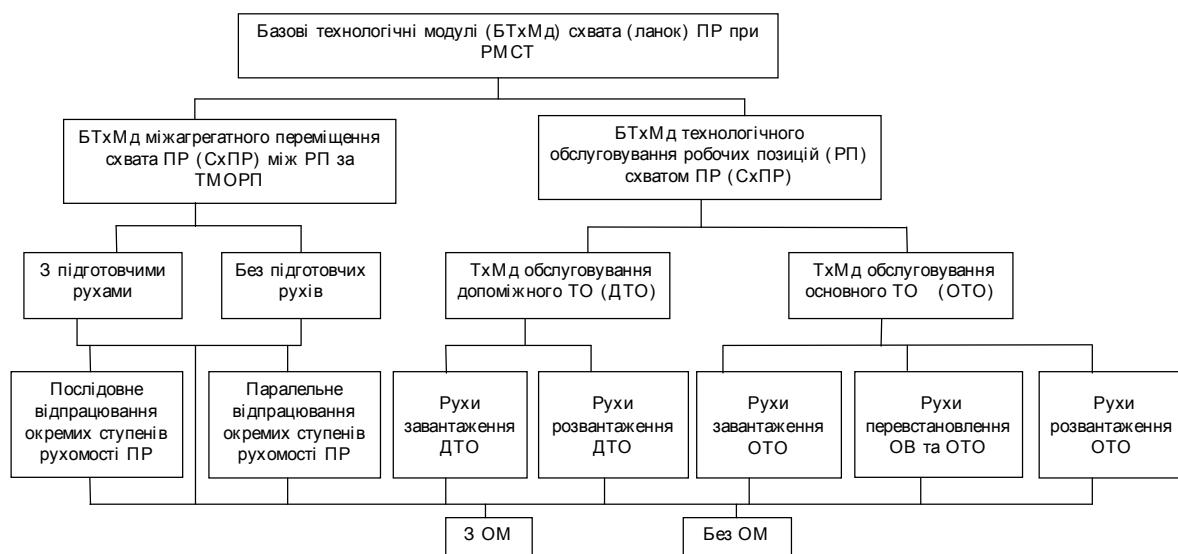 Базові технологічні модулі (БТхМд) схвата (ланок) ПР при
РМСТ
БТхМд міжагрегатного переміщення
схвата ПР (СхПР) між РП за
ТМОРП
БТхМд технологічного
обслуговування робочих позицій (РП)
схватом ПР (СхПР)
З підготовчими
рухами
Без підготовчих
рухів
ТхМд обслуговування
допоміжного ТО (ДТО)
ТхМд обслуговування
основного ТО (ОТО)
Послідовне
відпрацювання
окремих ступенів
рухомості ПР
Паралельне
відпрацювання
окремих ступенів
рухомості ПР
Рухи
завантаження
ДТО
Рухи
розвантаження
ДТО
Рухи
завантаження
ОТО
Рухи
перевстановлення
ОВ та ОТО
Рухи
розвантаження
ОТО
З ОМ
Без ОМ